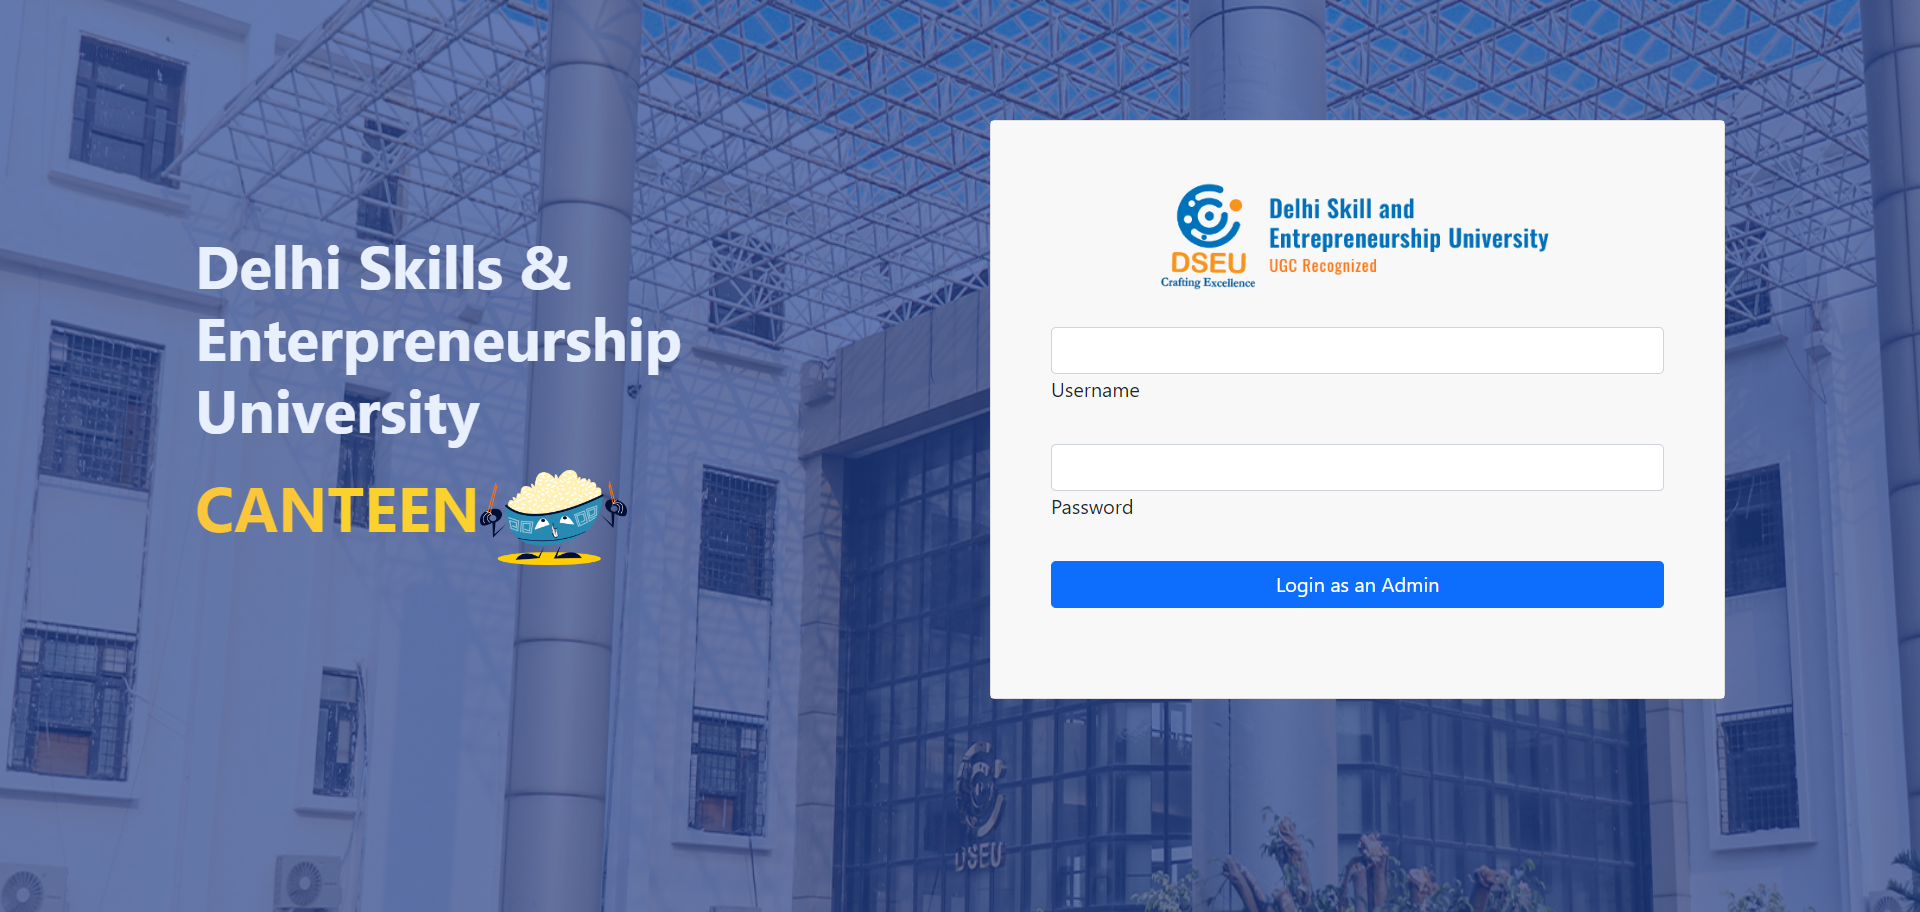 Delhi Skills &
Enterpreneurship
University
CANTEEN
DSEU
Crafting Excellence
Delhi Skill and
Entrepreneurship University
UGC Recognized
Username
Password
Login as an Admin
DSEU